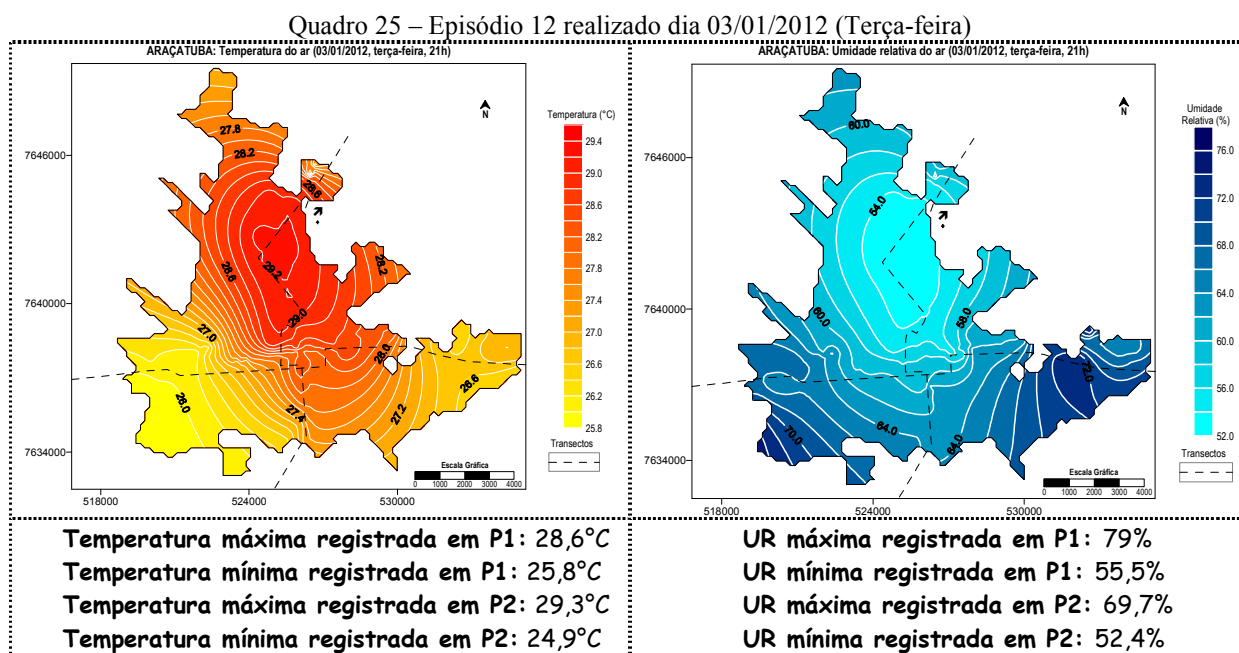 Quadro 25 – Episódio 12 realizado dia 03/01/2012 (Terça-feira)
ARAÇATUBA: Temperatura do ar (03/01/2012, terça-feira, 21h)
N
Temperatura (°C)
29.4
29.0
28.6
28.2
27.8
27.4
27.0
26.6
26.2
25.8
Transectos
7646000
7640000
7634000
27.8
28.2
28.8
28.2
28.6
29.2
29.0
27.0
28.0
26.6
26.0
27.4
27.2
Escala Gráfica
0 1000 2000 3000 4000
518000 524000 530000
ARAÇATUBA: Umidade relativa do ar (03/01/2012, terça-feira, 21h)
N
Umidade
Relativa (%)
76.0
72.0
68.0
64.0
60.0
56.0
52.0
Transectos
7646000
7640000
7634000
60.0
54.0
60.0
58.0
72.0
70.0
64.0
64.0
Escala Gráfica
0 1000 2000 3000 4000
518000 524000 530000
Temperatura máxima registrada em P1: 28,6°C
Temperatura mínima registrada em P1: 25,8°C
Temperatura máxima registrada em P2: 29,3°C
Temperatura mínima registrada em P2: 24,9°C
UR máxima registrada em P1: 79%
UR mínima registrada em P1: 55,5%
UR máxima registrada em P2: 69,7%
UR mínima registrada em P2: 52,4%